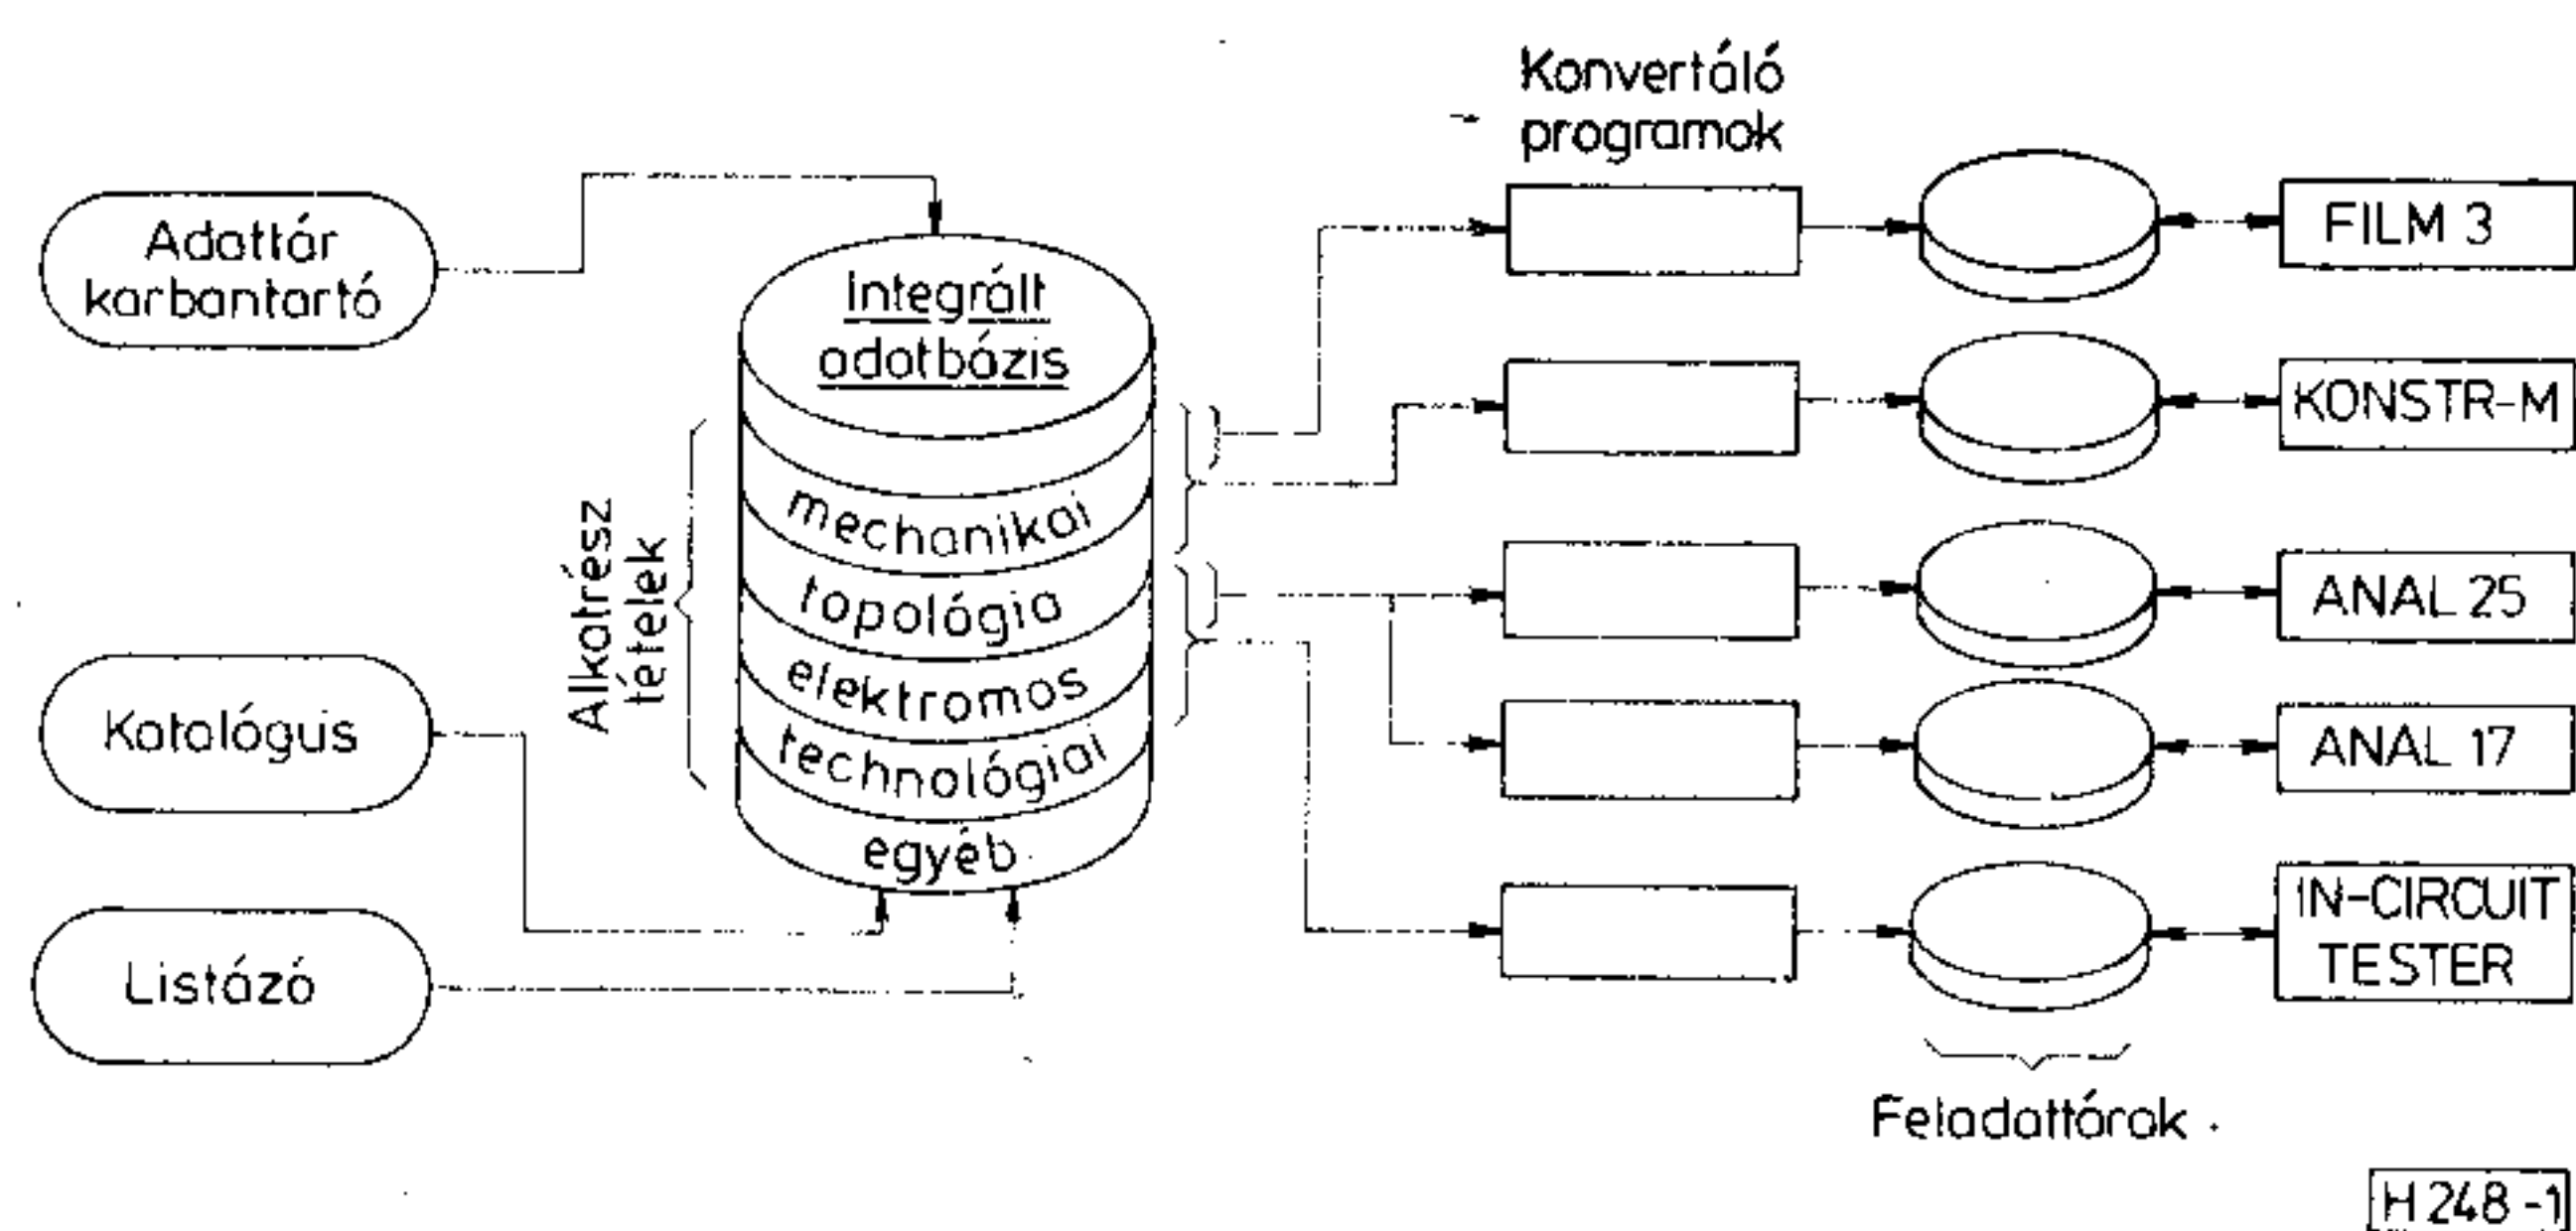 Konvertáló
programok
Adattár
karbantartó
Integrált
adatbázis
Alkatrész
tételek
mechanikai
topológia
elektromos
technológiai
egyéb
Katalógus
Listázó
FILM 3
KONSTR-M
ANAL 25
ANAL 17
IN-CIRCUIT
TESTER
Feladattárak
H 248 -1